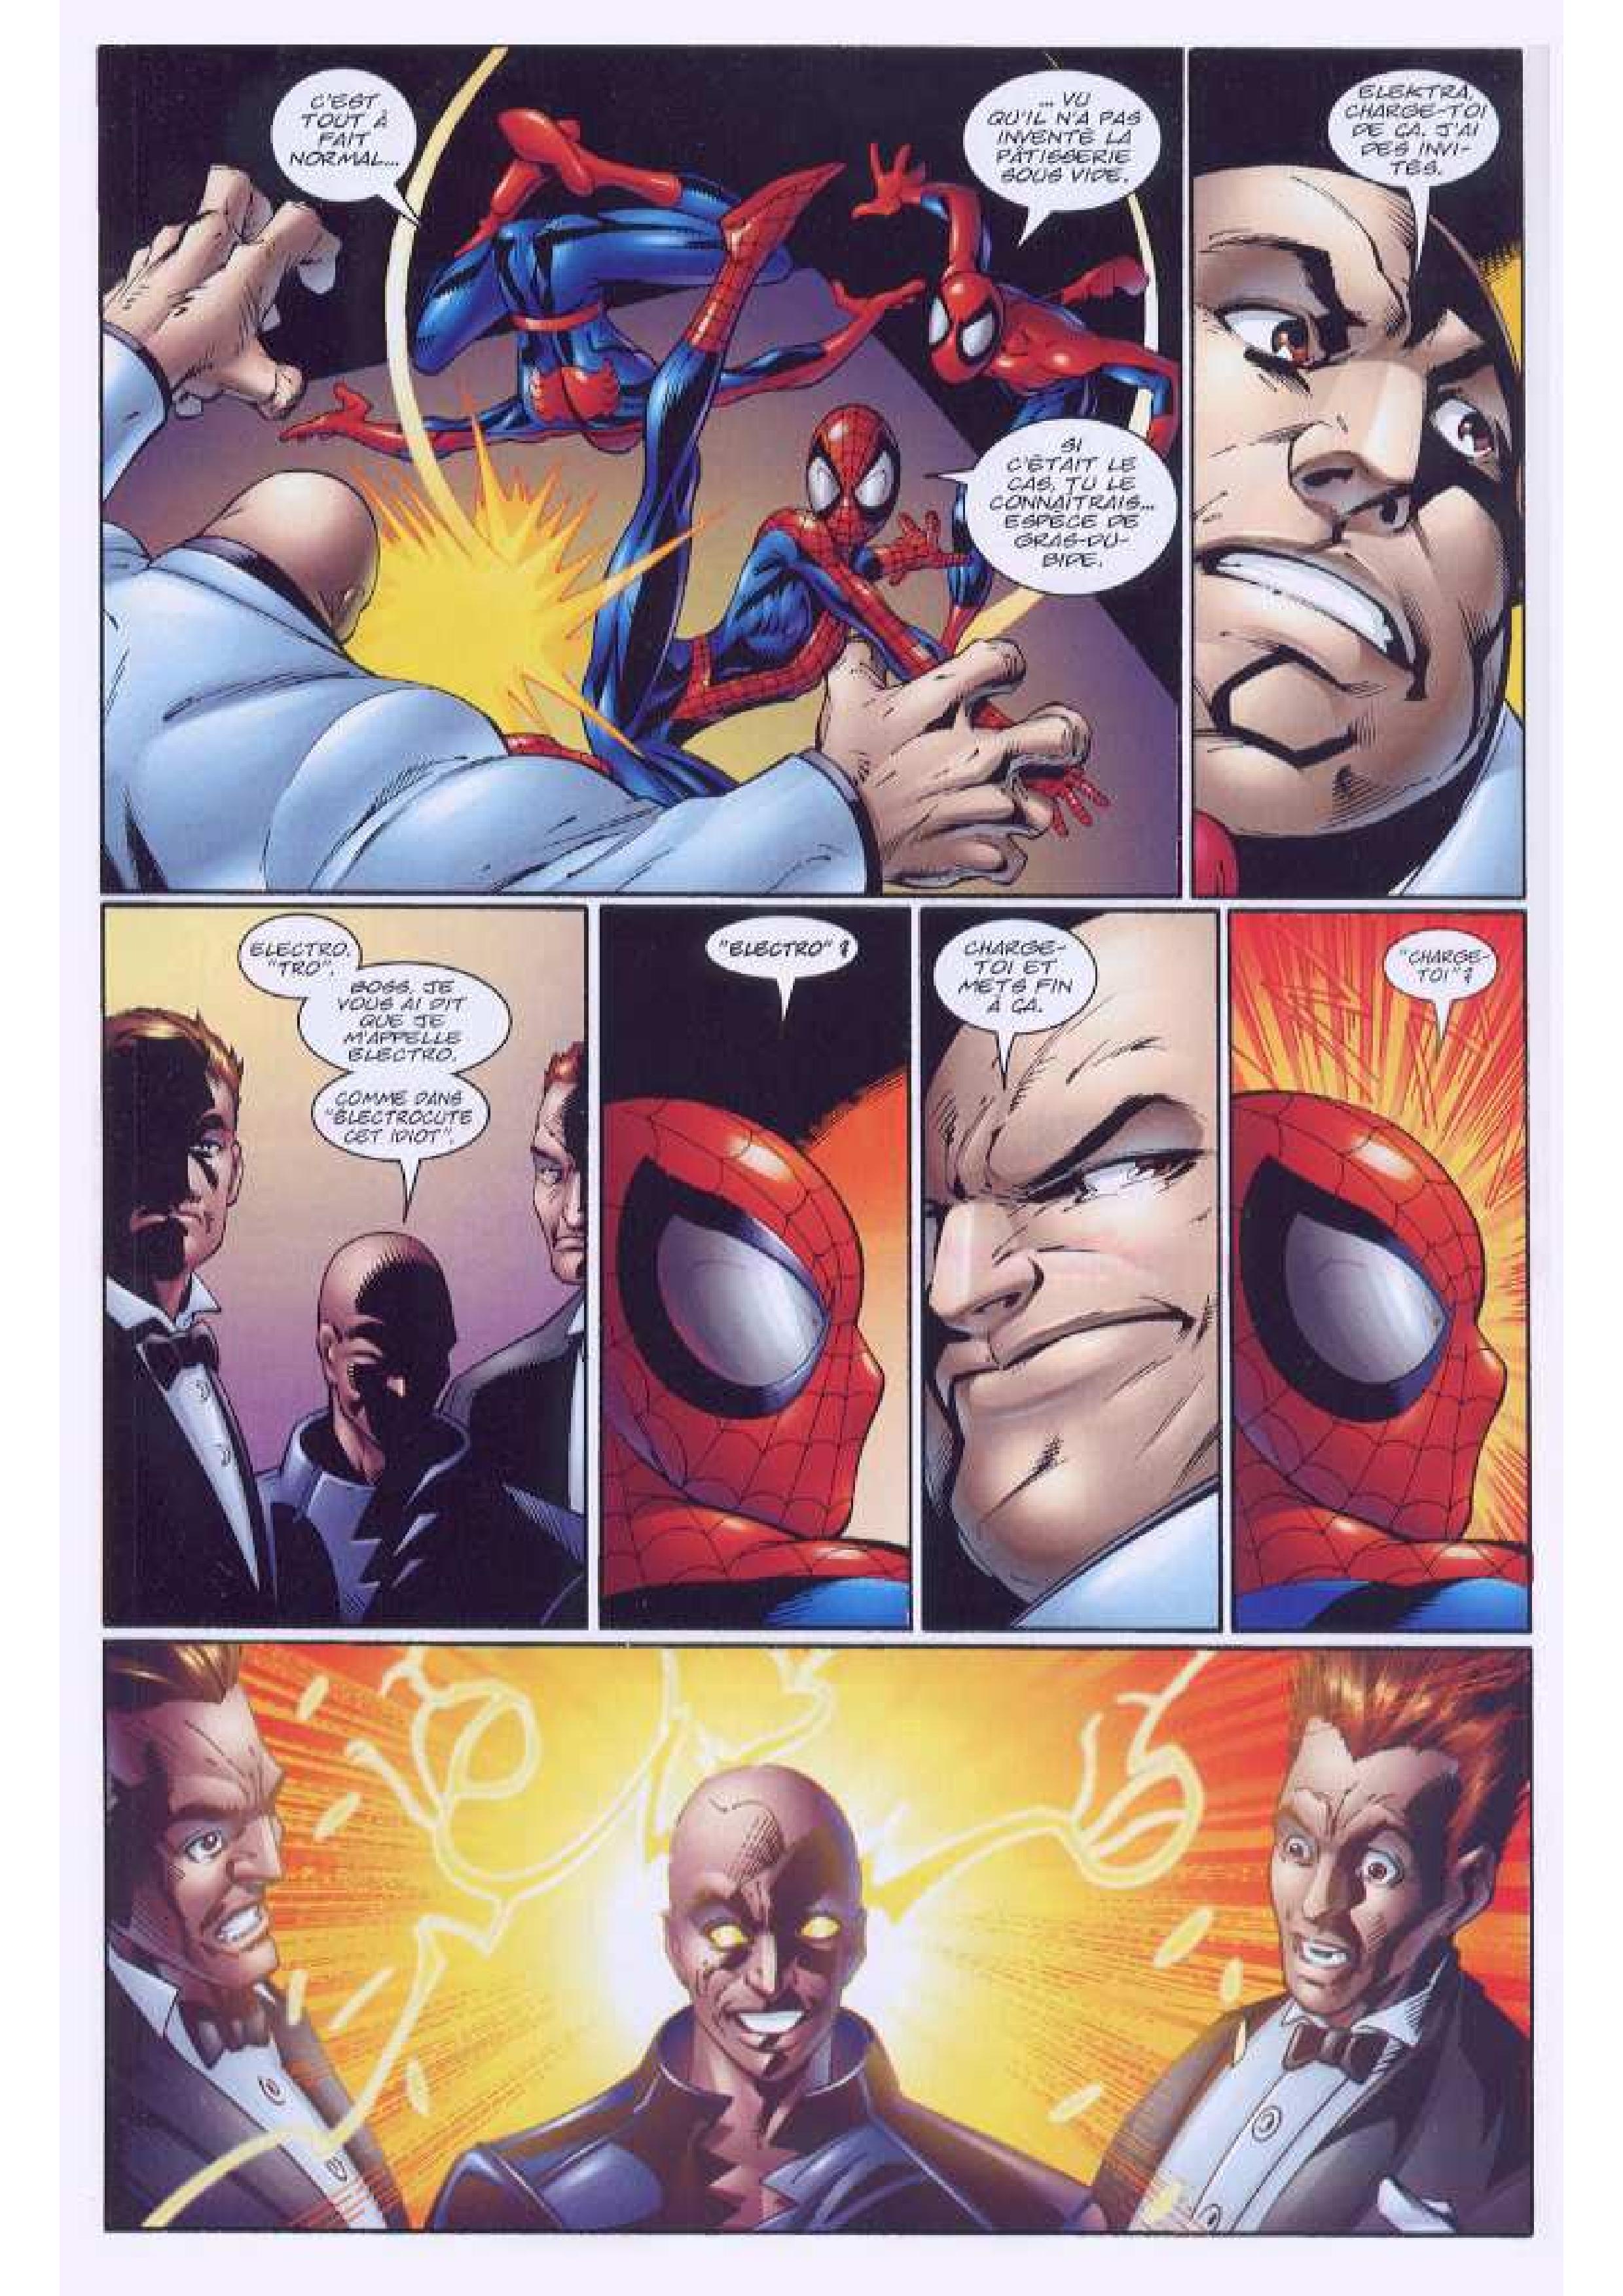 C'EST
TOUT À
FAIT
NORMAL...
... VU
QU'IL N'A PAS
INVENTÉ LA
PÂTISSERIE
SOUS VIDE.
SI
C'ÉTAIT LE
CAS, TU LE
CONNAÎTRAIS...
ESPÈCE DE
GRAS-DU-
BIDE.
ELEKTRA,
CHARGE-TOI
DE ÇA. J'AI
DES INVI-
TÉS.
ELECTRO.
"TRO".
BOSS, JE
VOUS AI DIT
QUE JE
M'APPELLE
ELECTRO.
COMME DANS
"ÉLECTROCUTE
CET IDIOT".
"ELECTRO" ?
CHARGE-
TOI ET
METS FIN
À ÇA.
"CHARGE-
TOI" ?